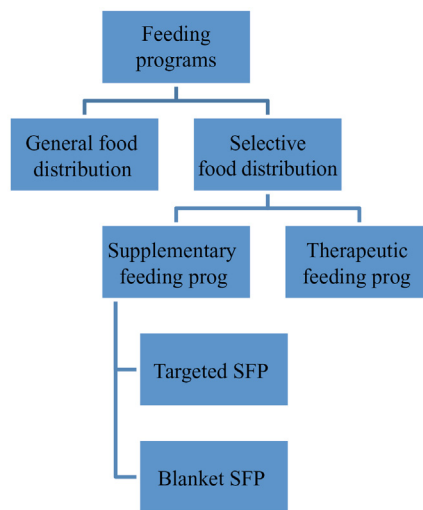 Feeding
programs
General food
distribution
Selective
food distribution
Supplementary
feeding prog
Therapeutic
feeding prog
Targeted SFP
Blanket SFP